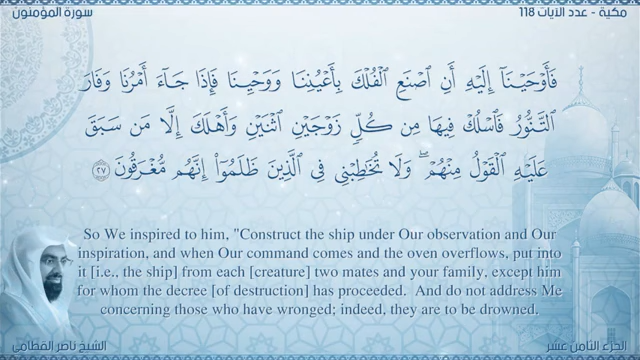 مكية - عدد الآيات 118
سورة المؤمنون
فَأَوْحَيْنَآ إِلَيْهِ أَنِ ٱصْنَعِ ٱلْفُلْكَ بِأَعْيُنِنَا وَوَحْيِنَا فَإِذَا جَآءَ أَمْرُنَا وَفَارَ
ٱلتَّنُّورُ فَٱسْلُكْ فِيهَا مِن كُلٍّ زَوْجَيْنِ ٱثْنَيْنِ وَأَهْلَكَ إِلَّا مَن سَبَقَ
عَلَيْهِ ٱلْقَوْلُ مِنْهُمْ ۖ وَلَا تُخَٰطِبْنِى فِى ٱلَّذِينَ ظَلَمُوٓا۟ إِنَّهُم مُّغْرَقُونَ ٢٧
So We inspired to him, "Construct the ship under Our observation and Our
inspiration, and when Our command comes and the oven overflows, put into
it [i.e., the ship] from each [creature] two mates and your family, except him
for whom the decree [of destruction] has proceeded. And do not address Me
concerning those who have wronged; indeed, they are to be drowned.
الجزء الثامن عشر
الشيخ ناصر القطامي